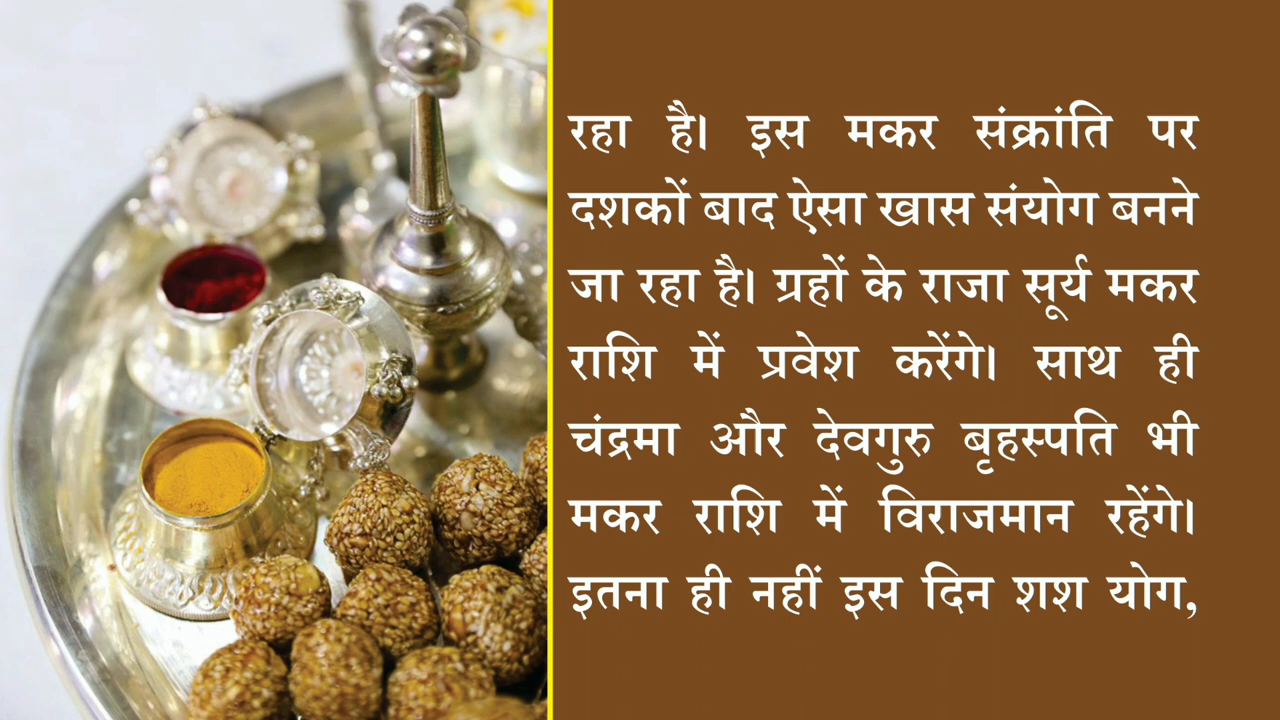 रहा है। इस मकर संक्रांति पर
दशकों बाद ऐसा खास संयोग बनने
जा रहा है। ग्रहों के राजा सूर्य मकर
राशि में प्रवेश करेंगे। साथ ही
चंद्रमा और देवगुरु बृहस्पति भी
मकर राशि में विराजमान रहेंगे।
इतना ही नहीं इस दिन शश योग,